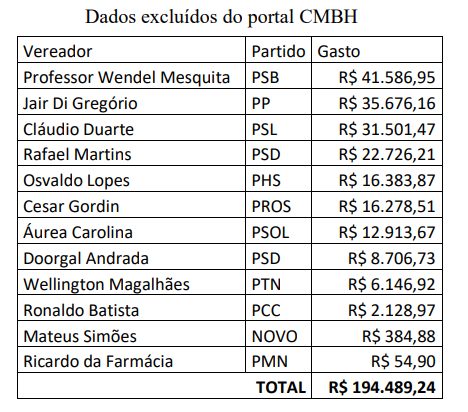 Dados excluídos do portal CMBH
Vereador Partido Gasto
Professor Wendel Mesquita PSB R$ 41.586,95
Jair Di Gregório PP R$ 35.676,16
Cláudio Duarte PSL R$ 31.501,47
Rafael Martins PSD R$ 22.726,21
Osvaldo Lopes PHS R$ 16.383,87
Cesar Gordin PROS R$ 16.278,51
Áurea Carolina PSOL R$ 12.913,67
Doorgal Andrada PSD R$ 8.706,73
Wellington Magalhães PTN R$ 6.146,92
Ronaldo Batista PCC R$ 2.128,97
Mateus Simões NOVO R$ 384,88
Ricardo da Farmácia PMN R$ 54,90
TOTAL R$ 194.489,24